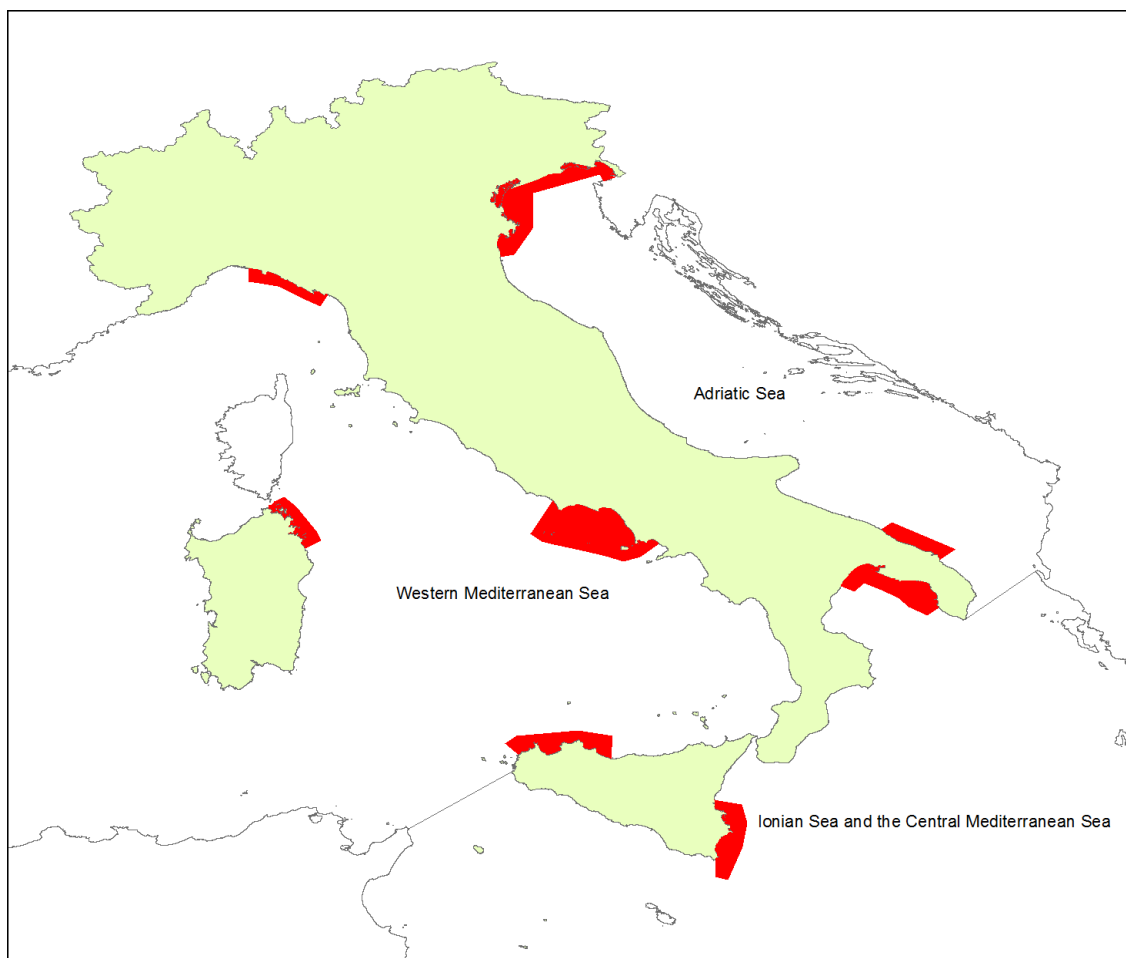 Adriatic Sea
Western Mediterranean Sea
Ionian Sea and the Central Mediterranean Sea